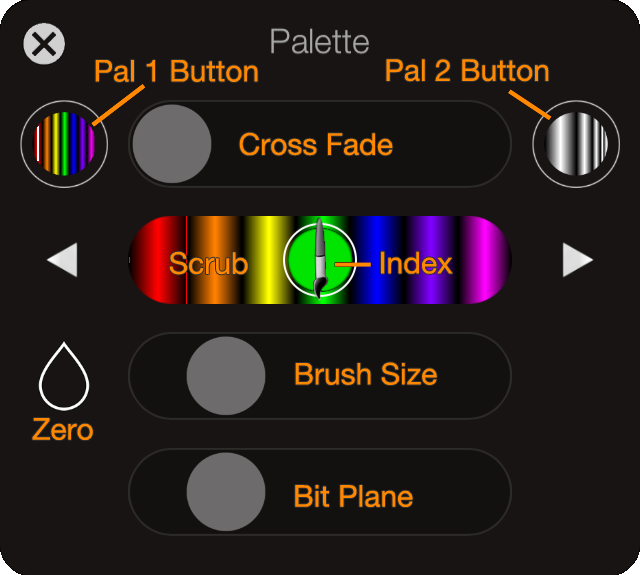 Palette
Pal 1 Button
Pal 2 Button
Cross Fade
Scrub
Index
Brush Size
Zero
Bit Plane